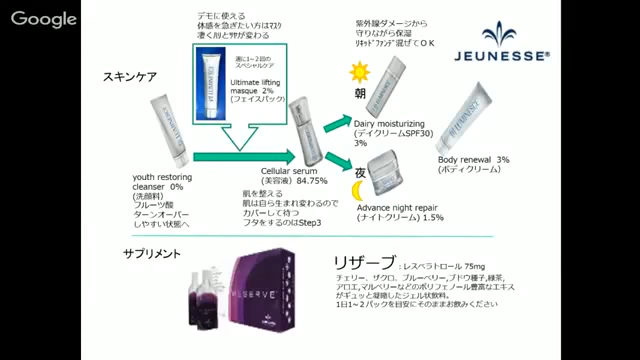 Google
デモに使える
体感を急ぎたい方はﾏｽｸ
凄くﾊﾘとﾂﾔが変わる
紫外線ダメージから
守りながら保湿
ﾘｷｯﾄﾞﾌｧﾝﾃﾞ混ぜてＯＫ
JEUNESSE®
スキンケア
週に1～2回の
スペシャルケア
Ultimate lifting
masque 2%
(フェイスパック)
朝
Dairy moisturizing
(デイクリームSPF30)
3%
Body renewal 3%
(ボディクリーム)
youth restoring
cleanser 0%
(洗顔料)
フルーツ酸
ターンオーバー
しやすい状態へ
Cellular serum
(美容液) 84.75%
肌を整える
肌は自ら生まれ変わるので
カバーして待つ
フタをするのはStep3
夜
Advance night repair
(ナイトクリーム) 1.5%
サプリメント
RESERVE
リザーブ：レスベラトロール 75mg
チェリー、ザクロ、ブルーベリー,ブドウ種子,緑茶,
アロエ,マルベリーなどのポリフェノール豊富なエキス
がギュッと凝縮したジェル状飲料。
1日1～2パックを目安にそのままお飲みください